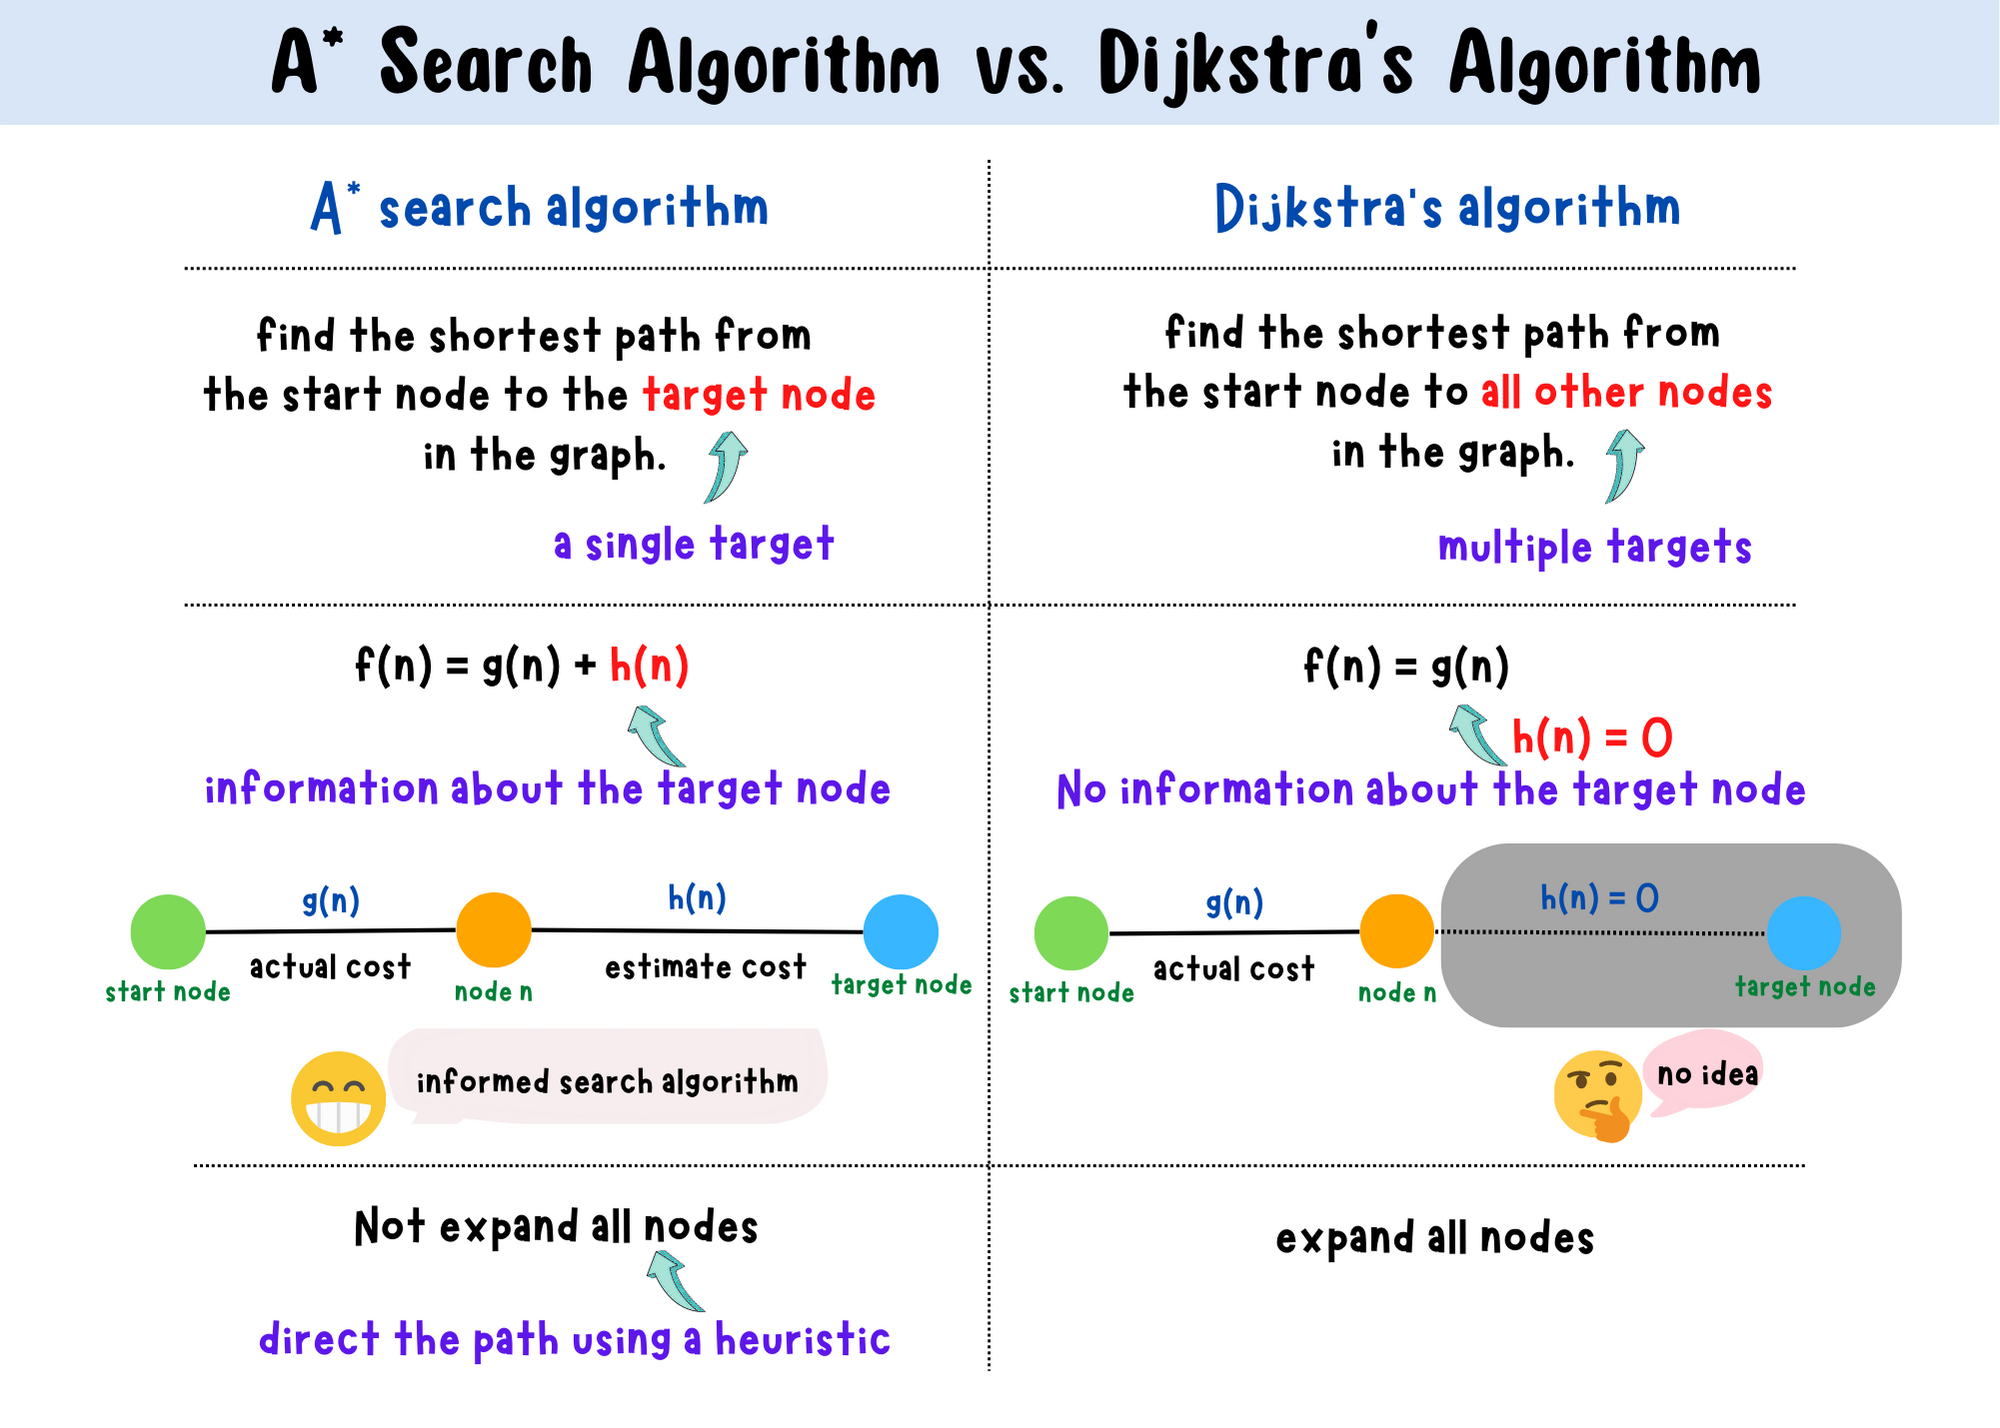 A* Search Algorithm vs. Dijkstra's Algorithm
A* search algorithm
find the shortest path from
the start node to the target node
in the graph.
a single target
f(n) = g(n) + h(n)
information about the target node
g(n)
h(n)
actual cost
estimate cost
start node
node n
target node
informed search algorithm
Not expand all nodes
direct the path using a heuristic
Dijkstra's algorithm
find the shortest path from
the start node to all other nodes
in the graph.
multiple targets
f(n) = g(n)
h(n) = 0
No information about the target node
g(n)
h(n) = 0
actual cost
start node
node n
target node
no idea
expand all nodes